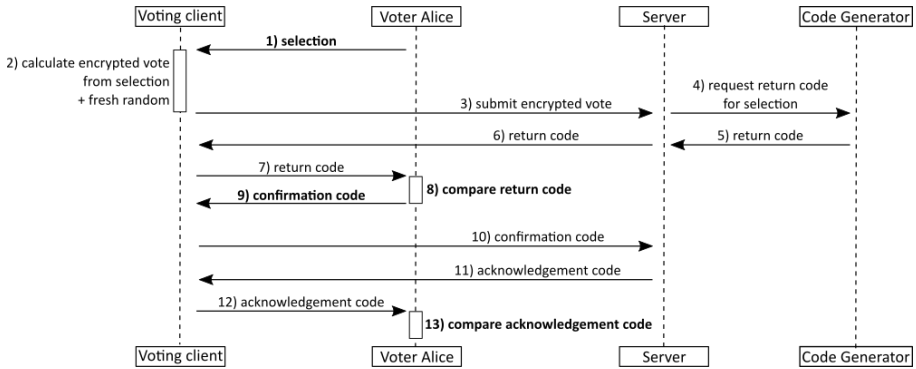 Voting client
Voter Alice
Server
Code Generator
1) selection
2) calculate encrypted vote
from selection
+ fresh random
3) submit encrypted vote
4) request return code
for selection
5) return code
6) return code
7) return code
8) compare return code
9) confirmation code
10) confirmation code
11) acknowledgement code
12) acknowledgement code
13) compare acknowledgement code
Voting client
Voter Alice
Server
Code Generator